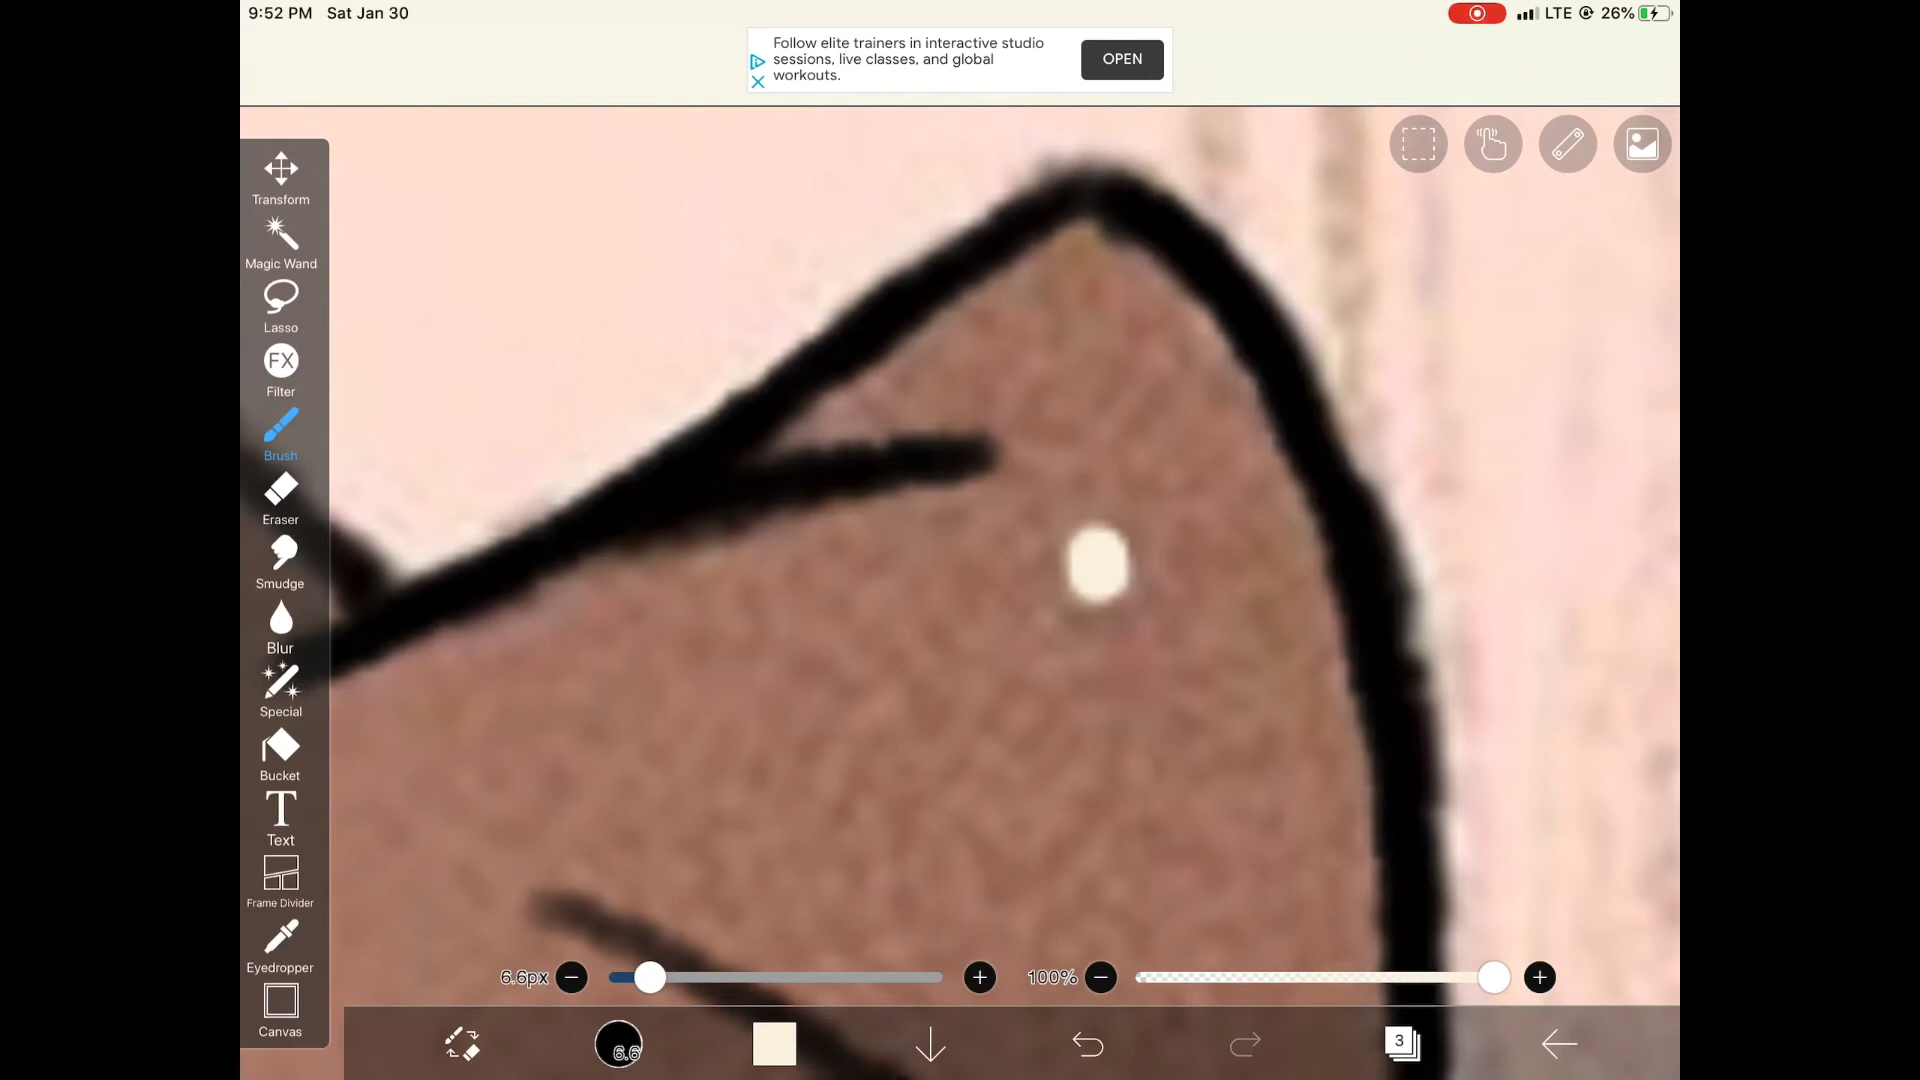 9:52 PM Sat Jan 30
LTE 26%
Follow elite trainers in interactive studio
sessions, live classes, and global
workouts.
OPEN
Transform
Magic Wand
Lasso
FX
Filter
Brush
Eraser
Smudge
Blur
Special
Bucket
T
Text
Frame Divider
Eyedropper
Canvas
6.6px
100%
6.6
3